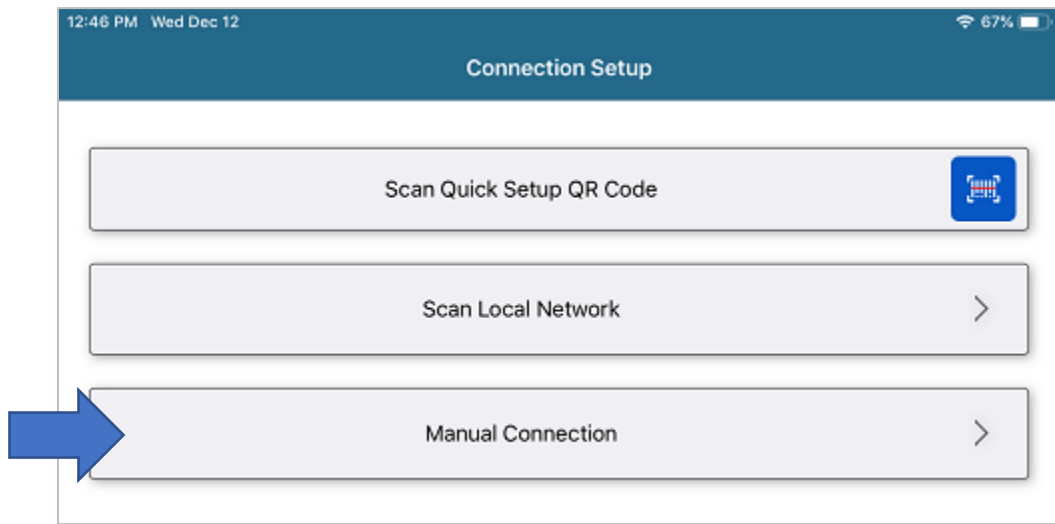 12:46 PM Wed Dec 12 67%
Connection Setup
Scan Quick Setup QR Code
Scan Local Network
Manual Connection